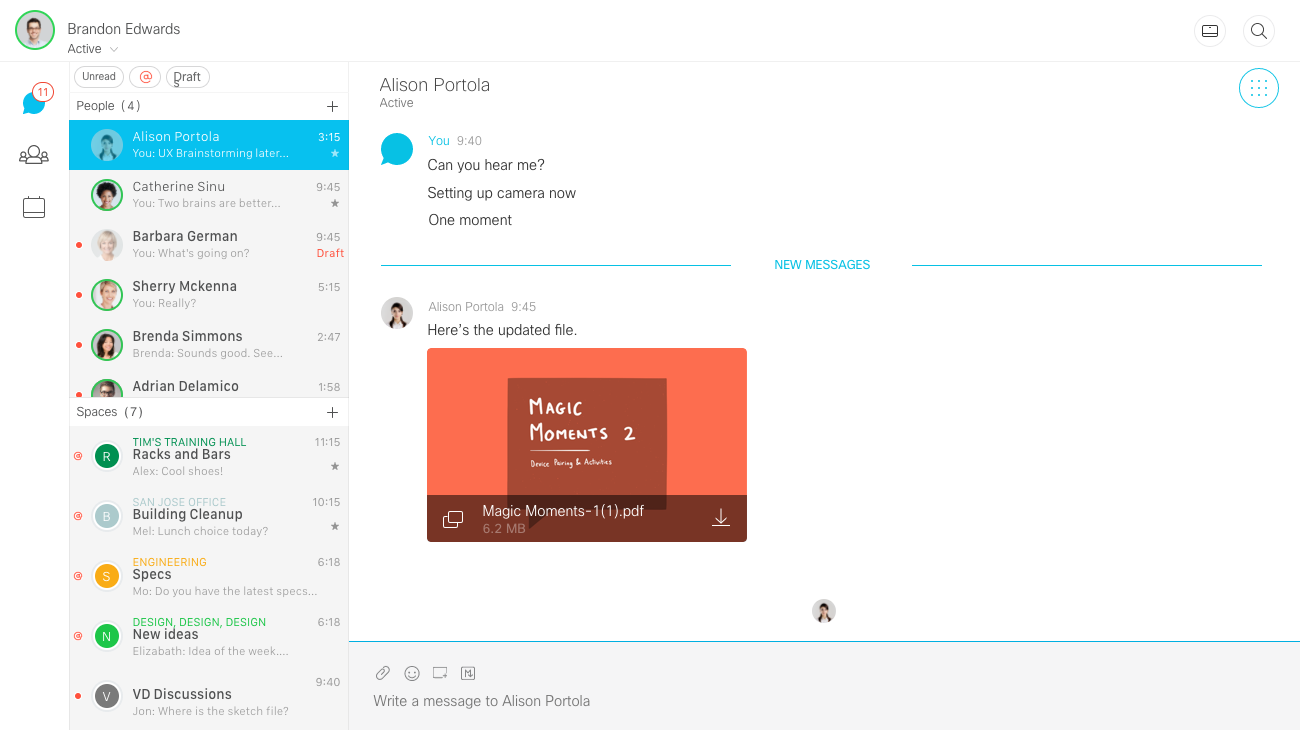 Brandon Edwards
Active
11
Unread
@
Draft
People (4)
Alison Portola 3:15
You: UX Brainstorming later...
Catherine Sinu 9:45
You: Two brains are better...
Barbara German 9:45
You: What's going on? Draft
Sherry Mckenna 5:15
You: Really?
Brenda Simmons 2:47
Brenda: Sounds good. See...
Adrian Delamico 1:58
Spaces (7)
TIM'S TRAINING HALL 11:15
@ R Racks and Bars
Alex: Cool shoes!
SAN JOSE OFFICE 10:15
@ B Building Cleanup
Mel: Lunch choice today?
ENGINEERING 6:18
@ S Specs
Mo: Do you have the latest specs...
DESIGN, DESIGN, DESIGN 6:18
@ N New ideas
Elizabath: Idea of the week....
9:40
V VD Discussions
Jon: Where is the sketch file?
Alison Portola
Active
You 9:40
Can you hear me?
Setting up camera now
One moment
NEW MESSAGES
Alison Portola 9:45
Here's the updated file.
MAGIC
MOMENTS 2
Device Pairing & Activities
Magic Moments-1(1).pdf
6.2 MB
M
Write a message to Alison Portola